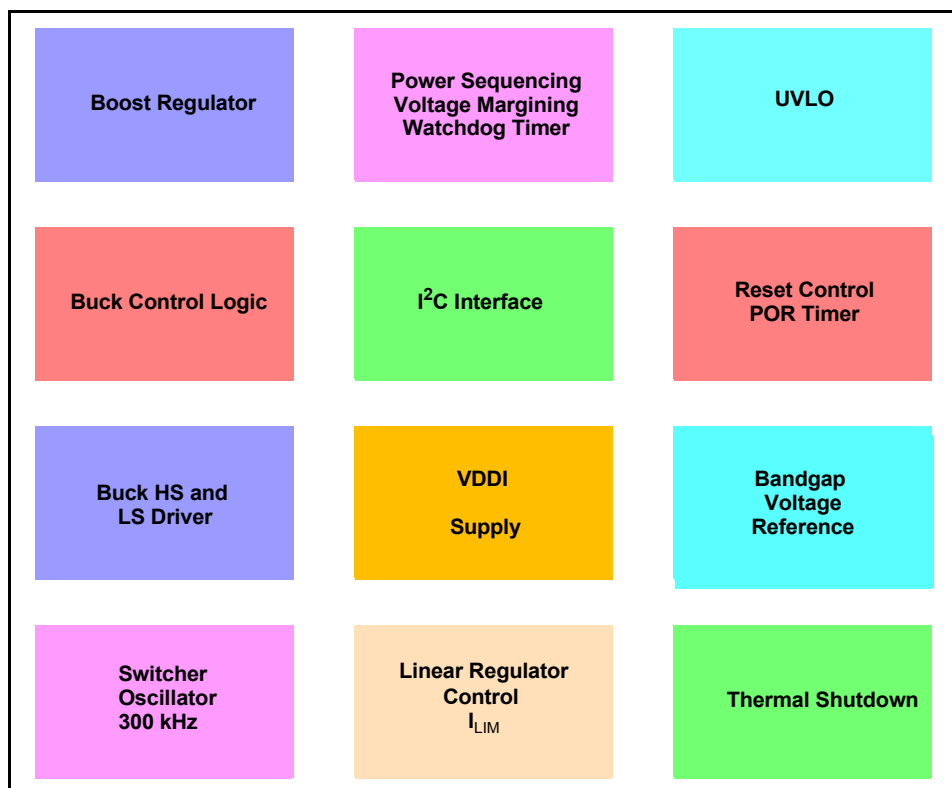 Boost Regulator
Power Sequencing
Voltage Margining
Watchdog Timer
UVLO
Buck Control Logic
I²C Interface
Reset Control
POR Timer
Buck HS and
LS Driver
VDDI
Supply
Bandgap
Voltage
Reference
Switcher
Oscillator
300 kHz
Linear Regulator
Control
I_LIM
Thermal Shutdown